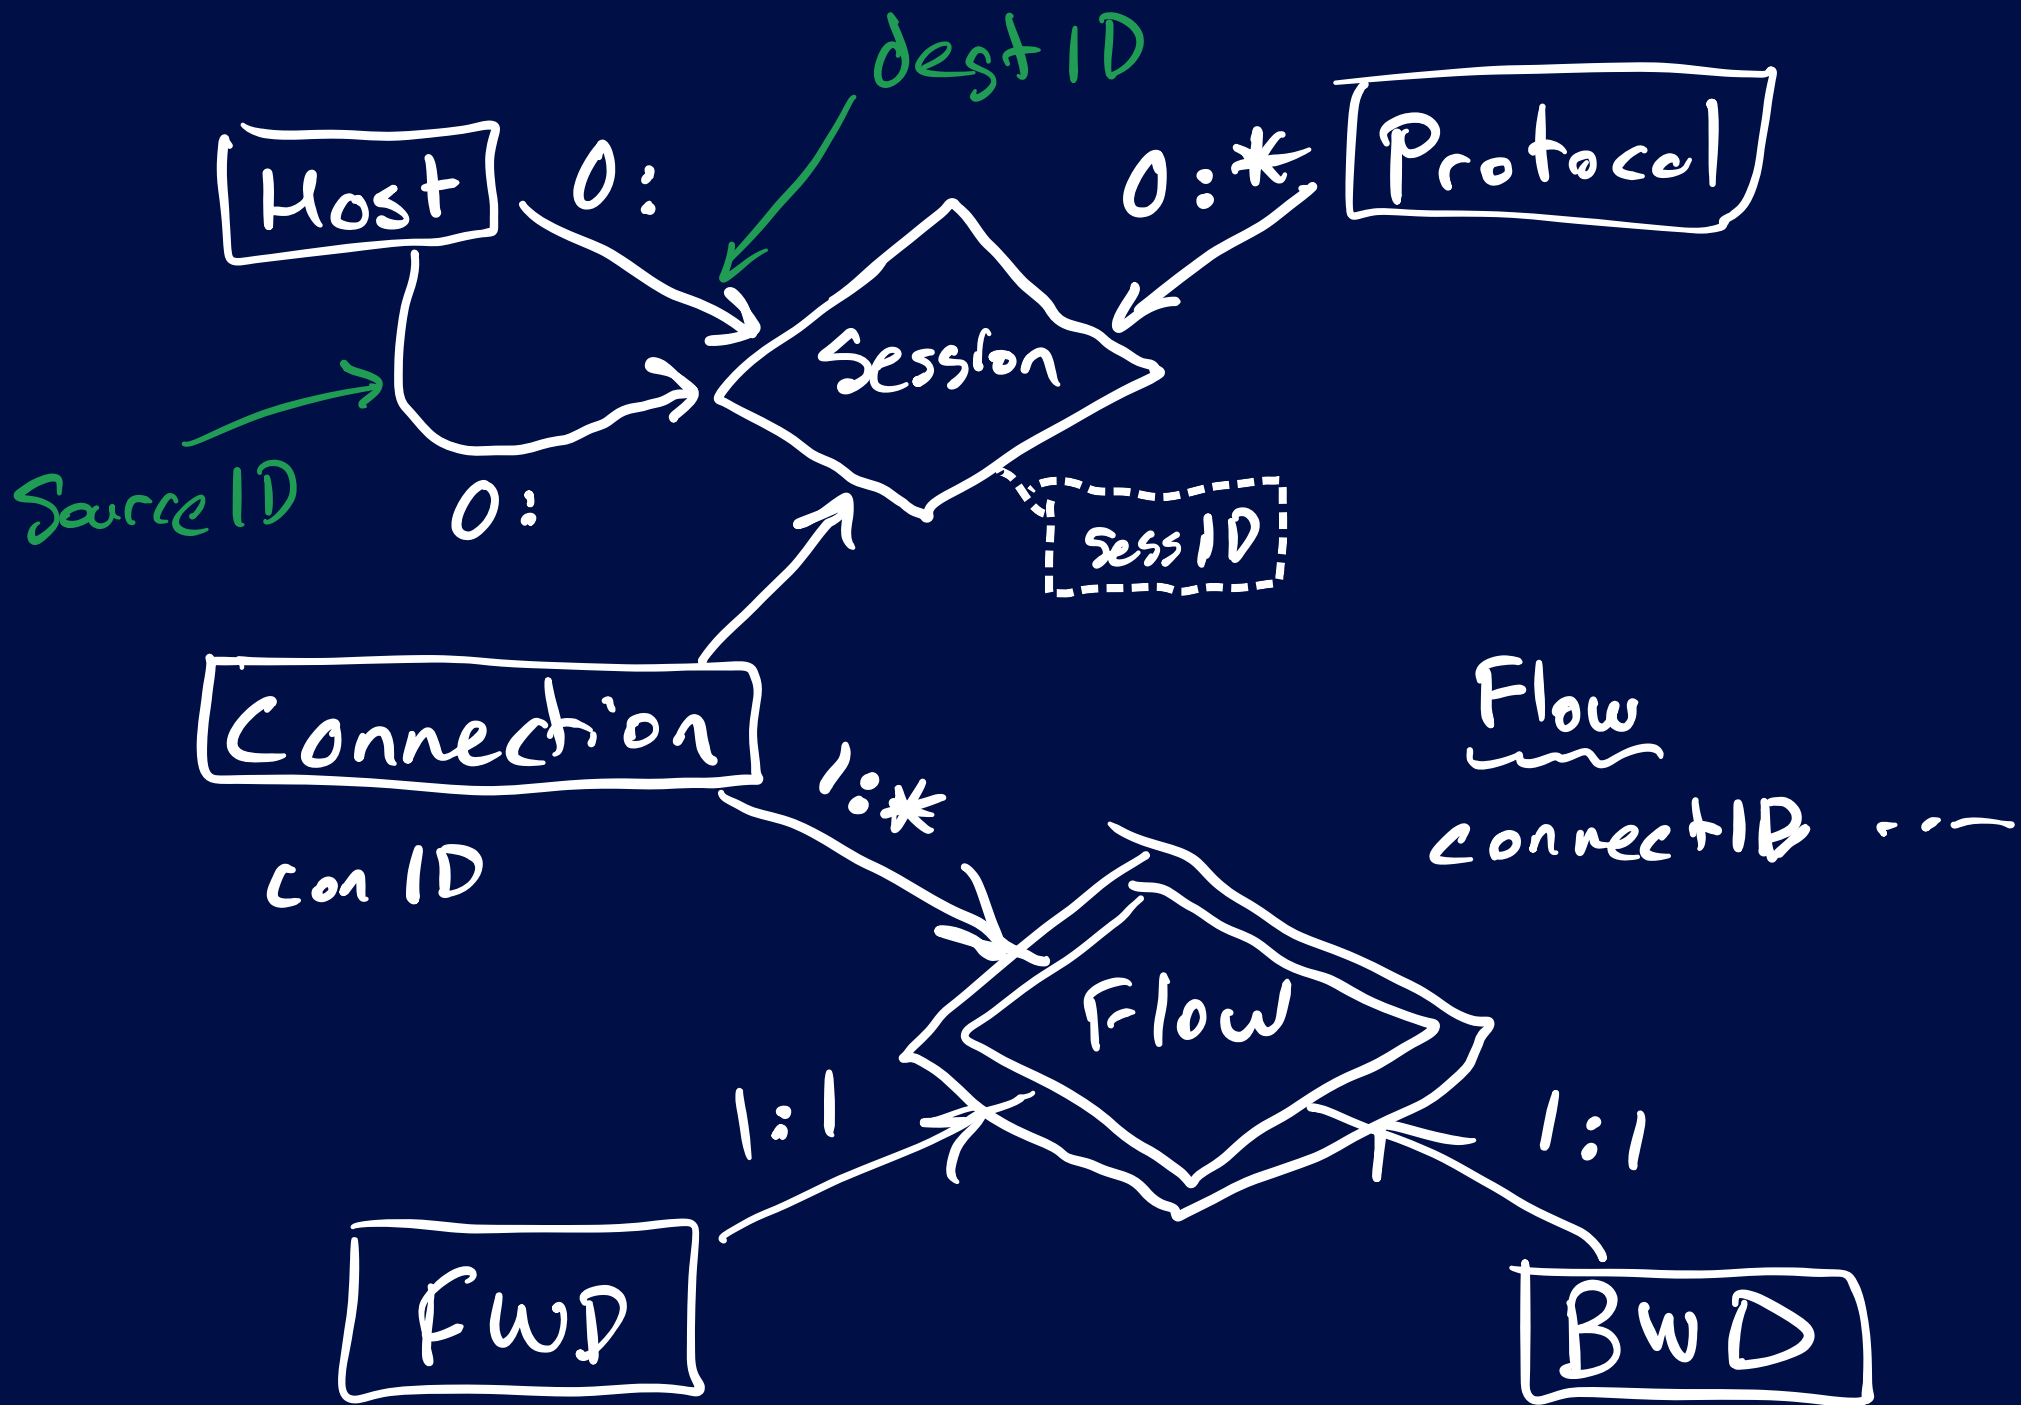 dest ID
Host
0:
0:*
Protocol
Session
Source ID
0:
sess ID
Connection
con ID
1:*
Flow
connectID ---
Flow
1:1
1:1
FWD
BWD